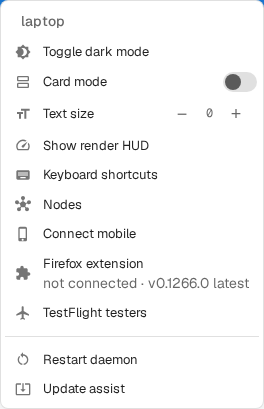 laptop
Toggle dark mode
Card mode
Text size − 0 +
Show render HUD
Keyboard shortcuts
Nodes
Connect mobile
Firefox extension
not connected · v0.1266.0 latest
TestFlight testers
Restart daemon
Update assist